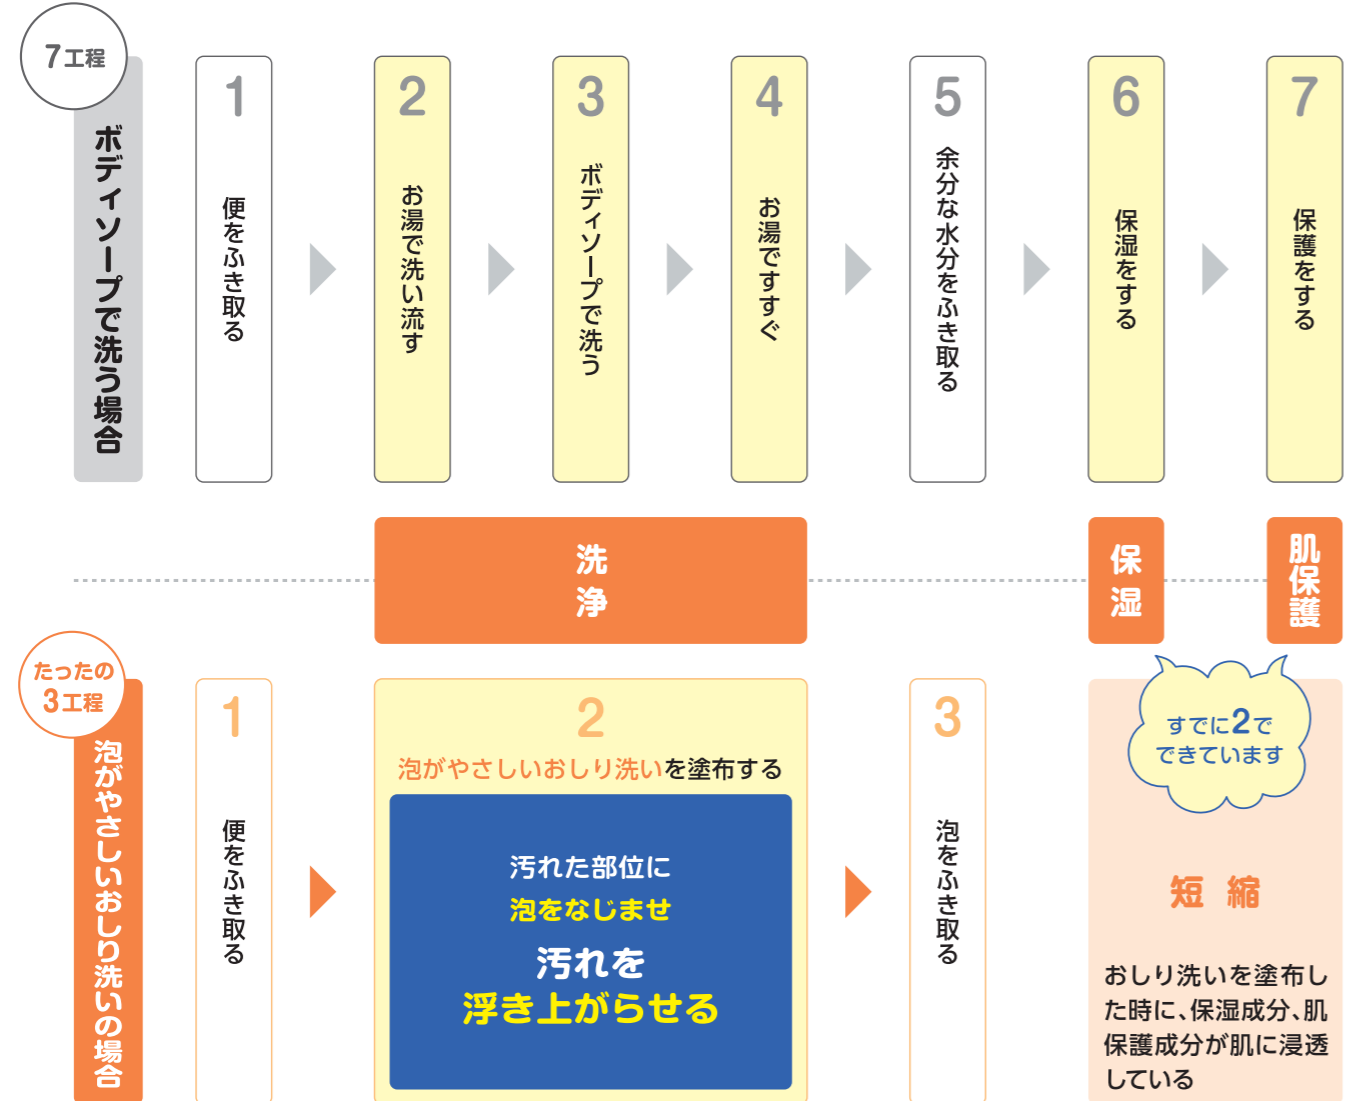 7工程
ボディソープで洗う場合
1
便をふき取る
2
お湯で洗い流す
3
ボディソープで洗う
4
お湯ですすぐ
5
余分な水分をふき取る
6
保湿をする
7
保護をする
洗浄
保湿
肌保護
たったの
3工程
泡がやさしいおしり洗いの場合
1
便をふき取る
2
泡がやさしいおしり洗いを塗布する
汚れた部位に
泡をなじませ
汚れを
浮き上がらせる
3
泡をふき取る
すでに2で
できています
短縮
おしり洗いを塗布し
た時に、保湿成分、肌
保護成分が肌に浸透
している